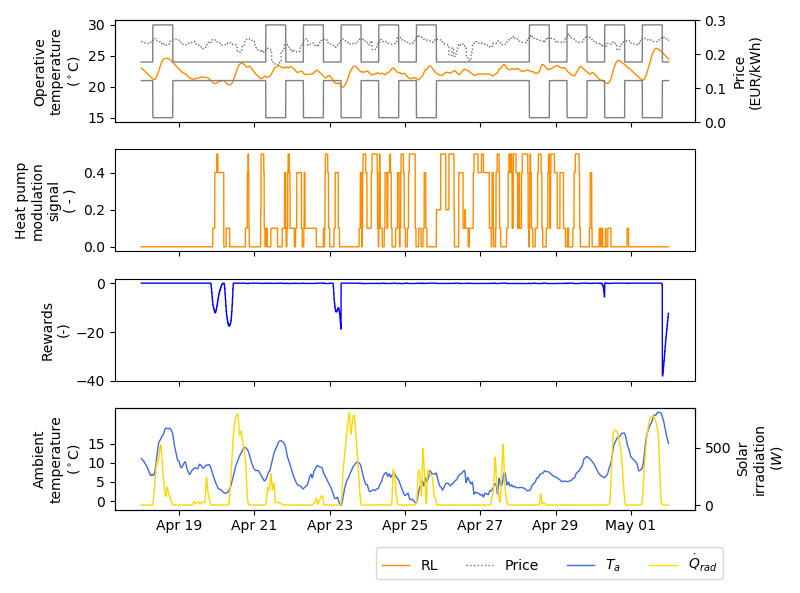 30
25
20
15
Operative
temperature
(°C)
0.3
0.2
0.1
0.0
Price
(EUR/kWh)
0.4
0.2
0.0
Heat pump
modulation
signal
( - )
0
−20
−40
Rewards
(-)
15
10
5
0
Ambient
temperature
(°C)
500
0
Solar
irradiation
(W)
Apr 19 Apr 21 Apr 23 Apr 25 Apr 27 Apr 29 May 01
RL Price T_a Q̇_rad